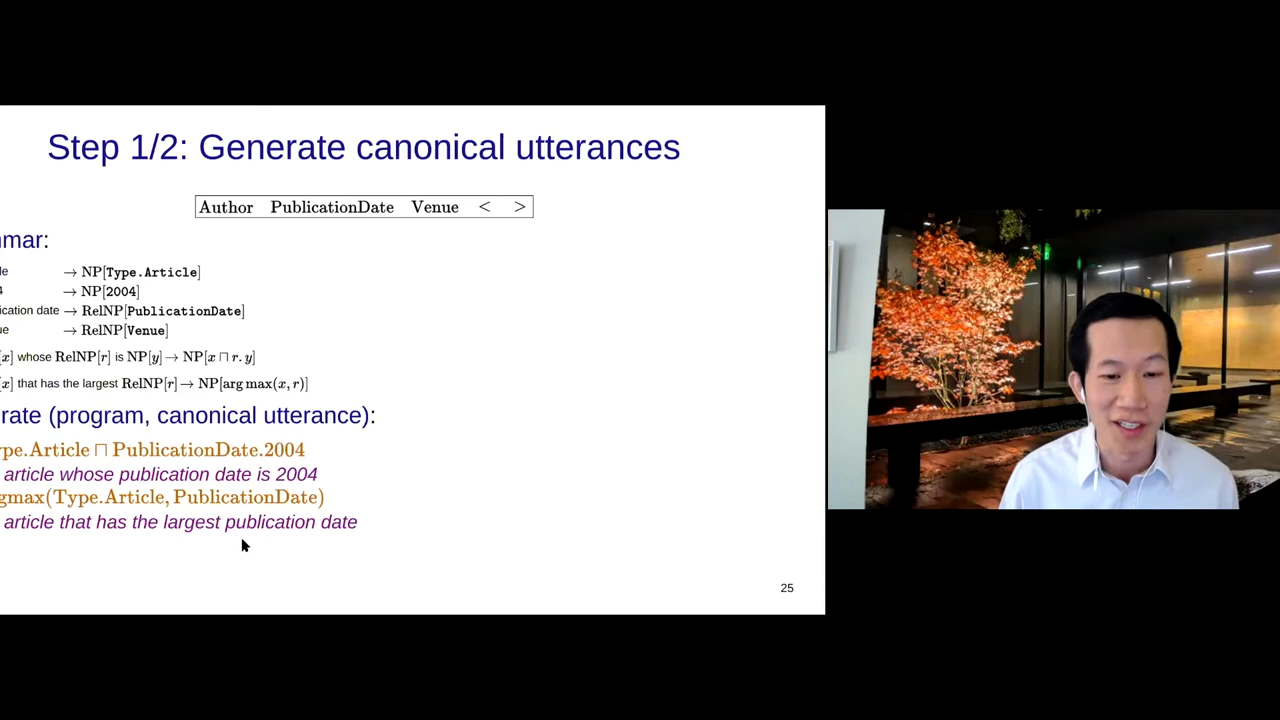 Step 1/2: Generate canonical utterances
Author PublicationDate Venue < >
mar:
le → NP[Type.Article]
4 → NP[2004]
ication date → RelNP[PublicationDate]
ue → RelNP[Venue]
[x] whose RelNP[r] is NP[y] → NP[x ⊓ r.y]
[x] that has the largest RelNP[r] → NP[arg max(x, r)]
rate (program, canonical utterance):
ype.Article ⊓ PublicationDate.2004
article whose publication date is 2004
gmax(Type.Article, PublicationDate)
article that has the largest publication date
25